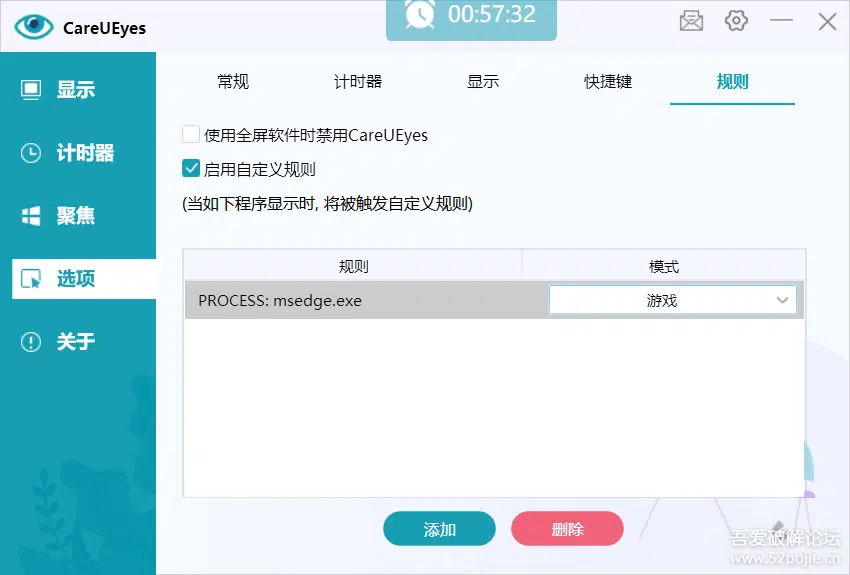 CareUEyes
00:57:32
显示
计时器
聚焦
选项
关于
常规
计时器
显示
快捷键
规则
使用全屏软件时禁用CareUEyes
启用自定义规则
(当如下程序显示时, 将被触发自定义规则)
规则
模式
PROCESS: msedge.exe
游戏
添加
删除
吾爱破解论坛
www.52pojie.cn